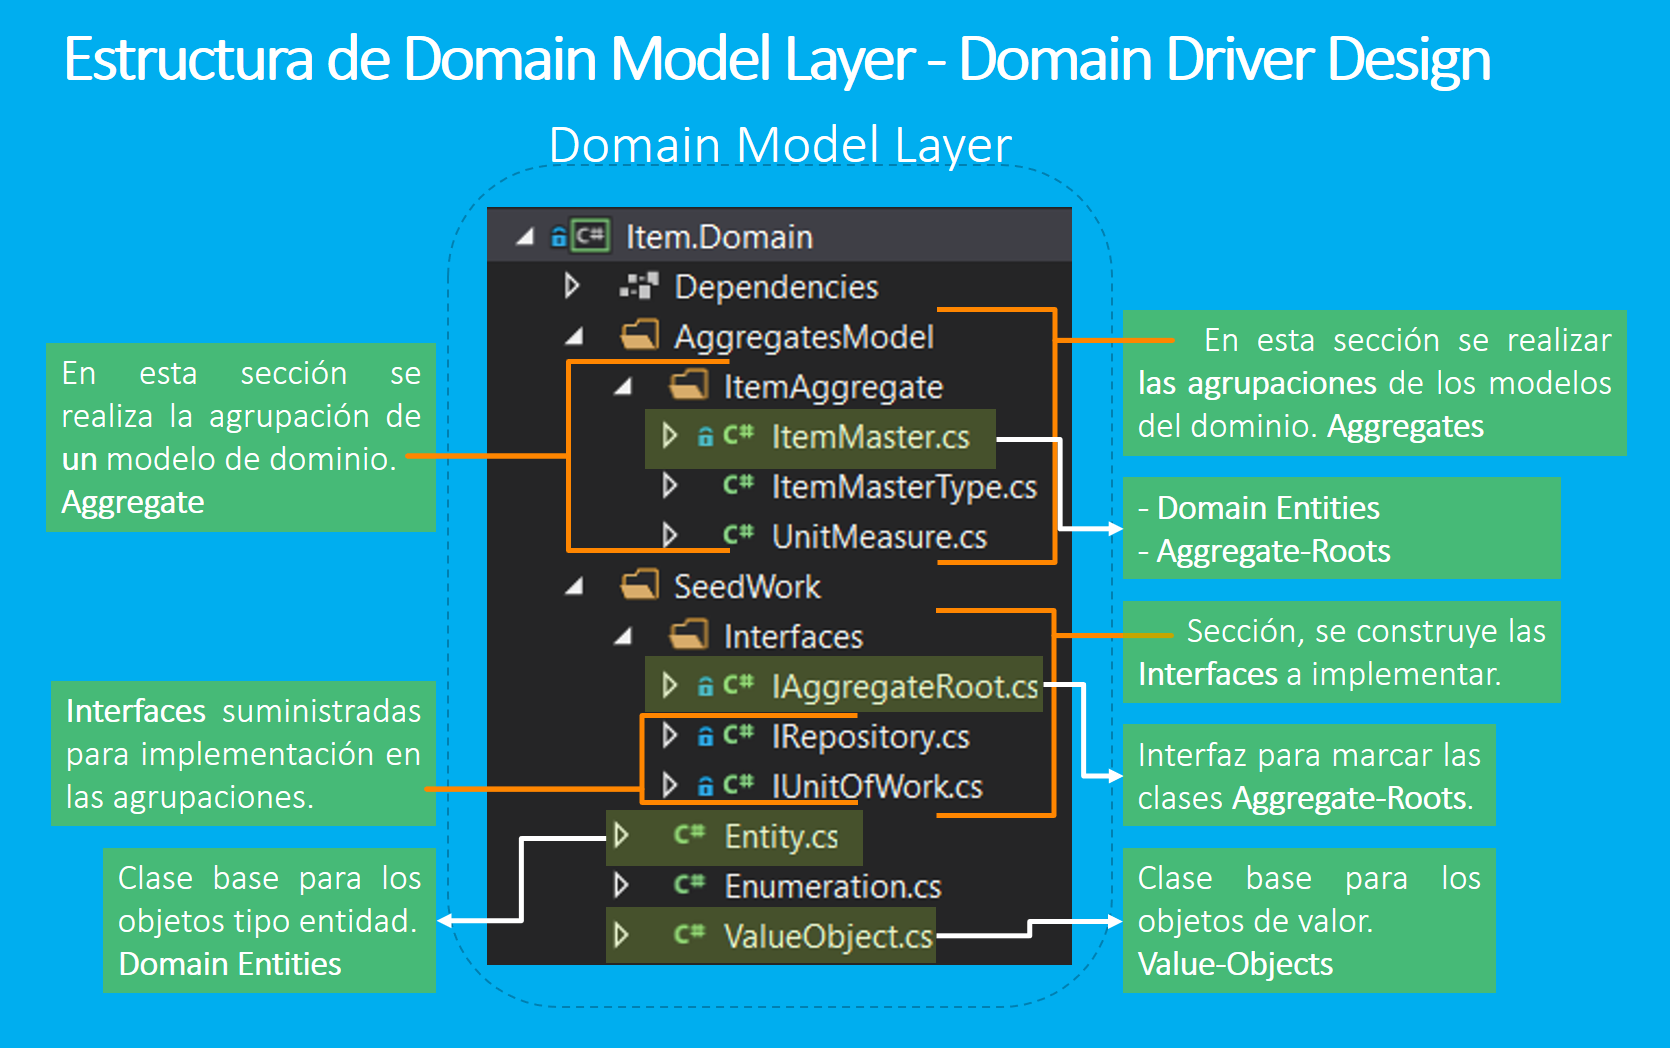 Estructura de Domain Model Layer - Domain Driver Design
Domain Model Layer
C# Item.Domain
Dependencies
AggregatesModel
ItemAggregate
C# ItemMaster.cs
C# ItemMasterType.cs
C# UnitMeasure.cs
SeedWork
Interfaces
C# IAggregateRoot.cs
C# IRepository.cs
C# IUnitOfWork.cs
C# Entity.cs
C# Enumeration.cs
C# ValueObject.cs
En esta sección se
realiza la agrupación de
un modelo de dominio.
Aggregate
Interfaces suministradas
para implementación en
las agrupaciones.
Clase base para los
objetos tipo entidad.
Domain Entities
En esta sección se realizar
las agrupaciones de los modelos
del dominio. Aggregates
- Domain Entities
- Aggregate-Roots
Sección, se construye las
Interfaces a implementar.
Interfaz para marcar las
clases Aggregate-Roots.
Clase base para los
objetos de valor.
Value-Objects